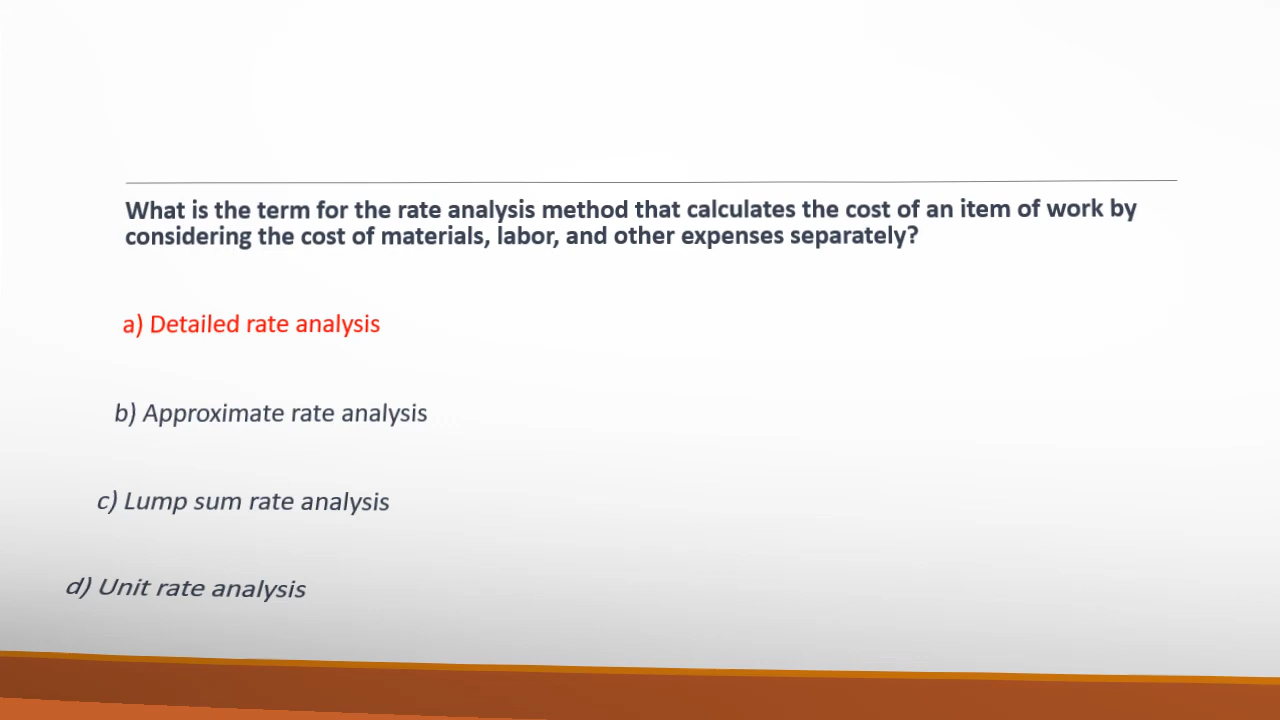 What is the term for the rate analysis method that calculates the cost of an item of work by
considering the cost of materials, labor, and other expenses separately?
a) Detailed rate analysis
b) Approximate rate analysis
c) Lump sum rate analysis
d) Unit rate analysis